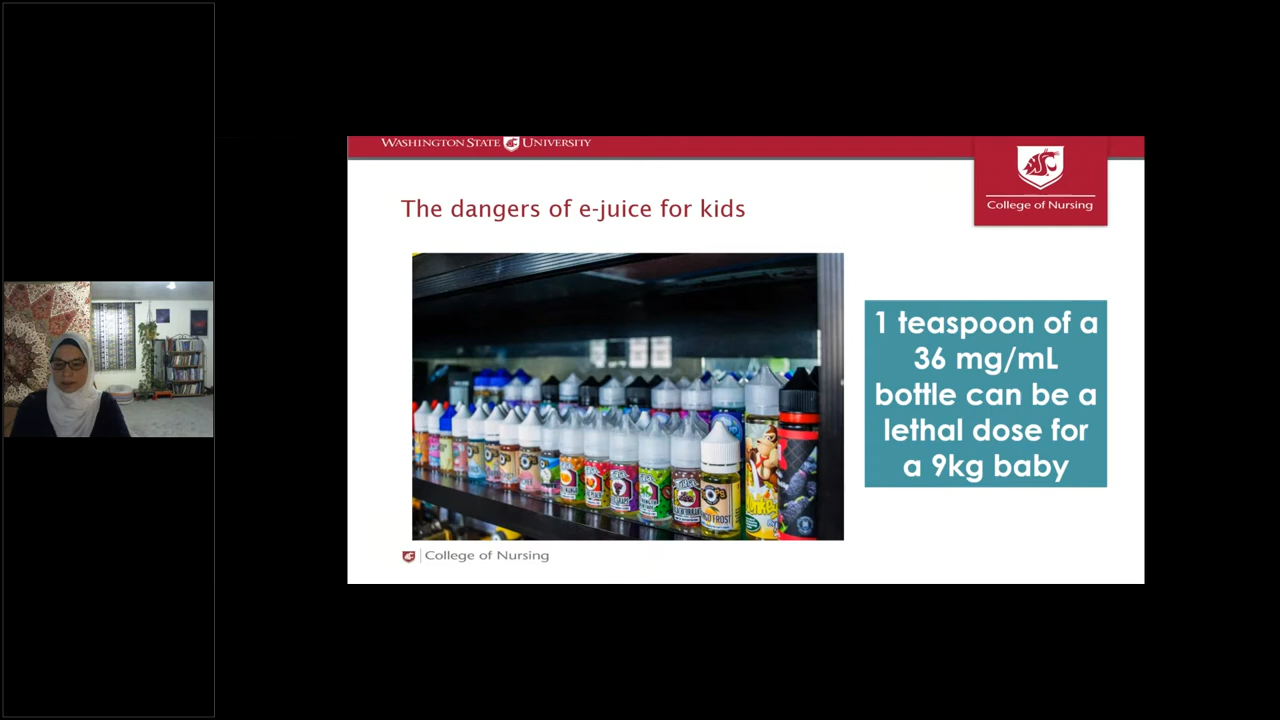 WASHINGTON STATE UNIVERSITY
College of Nursing
The dangers of e-juice for kids
1 teaspoon of a
36 mg/mL
bottle can be a
lethal dose for
a 9kg baby
FROST
College of Nursing